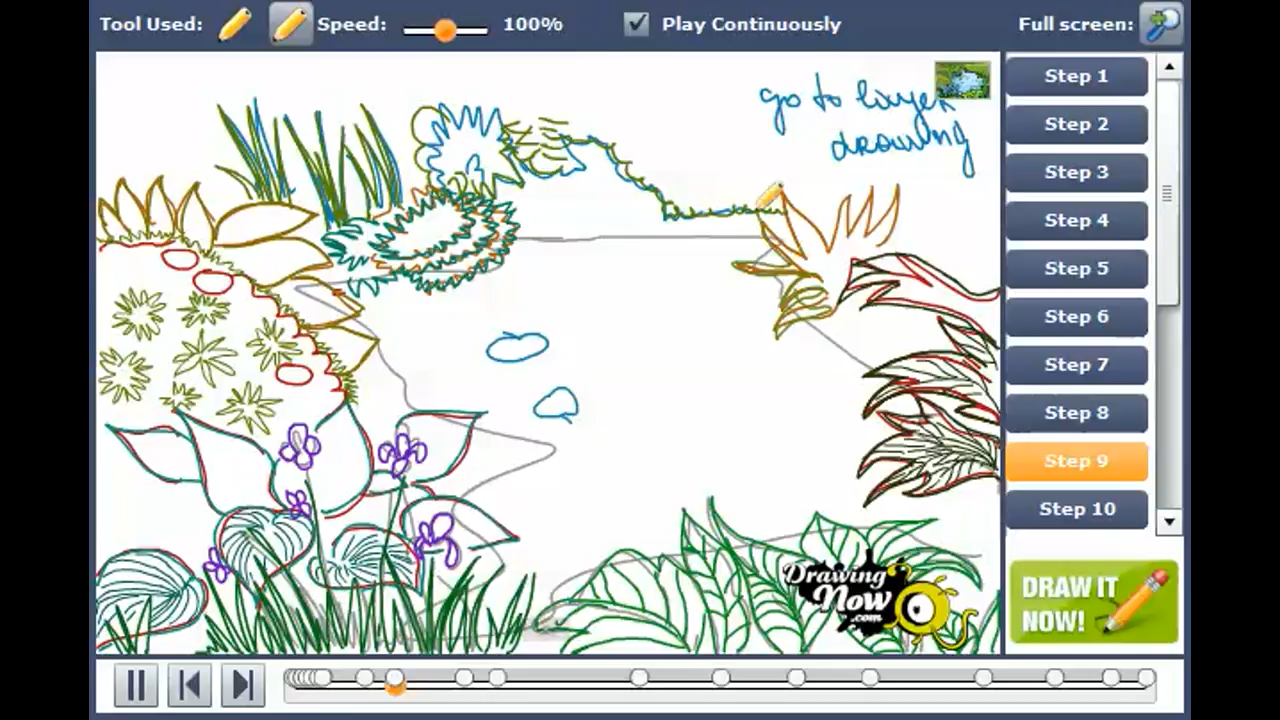 Tool Used: Speed: 100% Play Continuously Full screen:
go to larger
drawing
Step 1
Step 2
Step 3
Step 4
Step 5
Step 6
Step 7
Step 8
Step 9
Step 10
Drawing
Now
.com
DRAW IT
NOW!